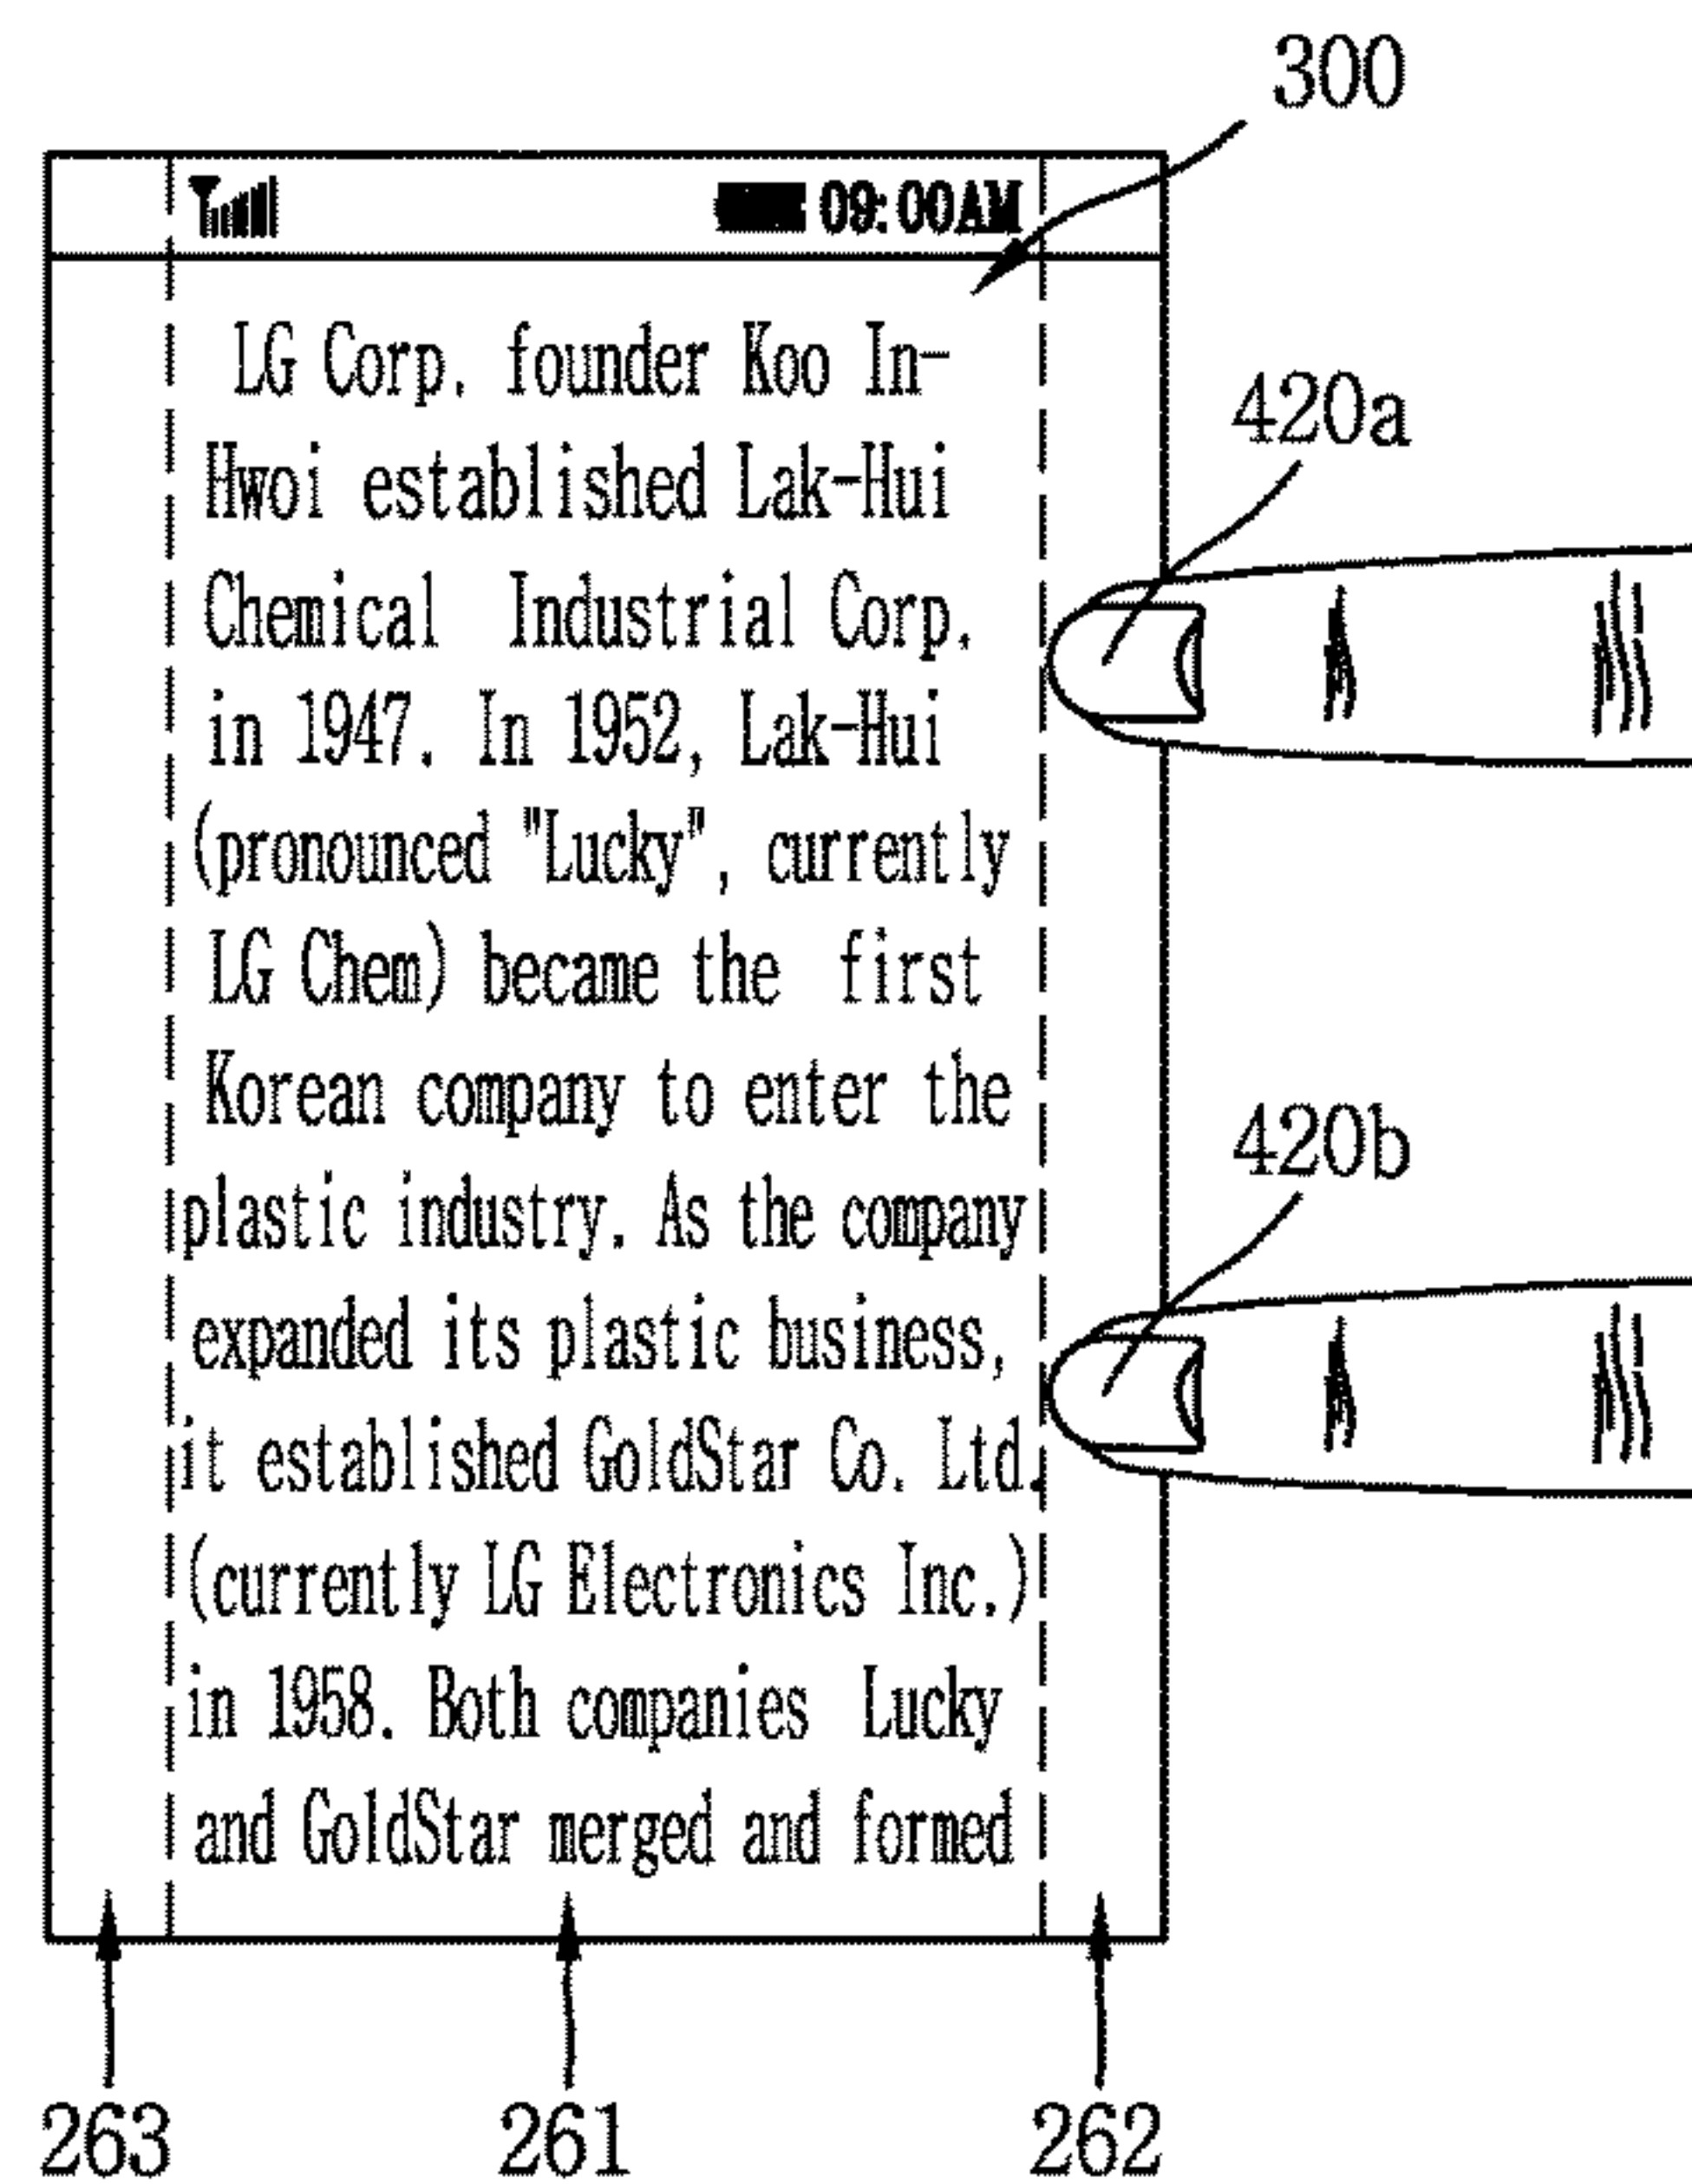 300
09:00AM
LG Corp. founder Koo In-
Hwoi established Lak-Hui
Chemical Industrial Corp.
in 1947. In 1952, Lak-Hui
(pronounced "Lucky", currently
LG Chem) became the first
Korean company to enter the
plastic industry. As the company
expanded its plastic business,
it established GoldStar Co. Ltd.
(currently LG Electronics Inc.)
in 1958. Both companies Lucky
and GoldStar merged and formed
420a
420b
263
261
262